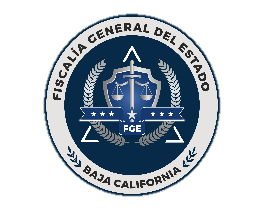 FISCALÍA GENERAL DEL ESTADO
FGE
BAJA CALIFORNIA